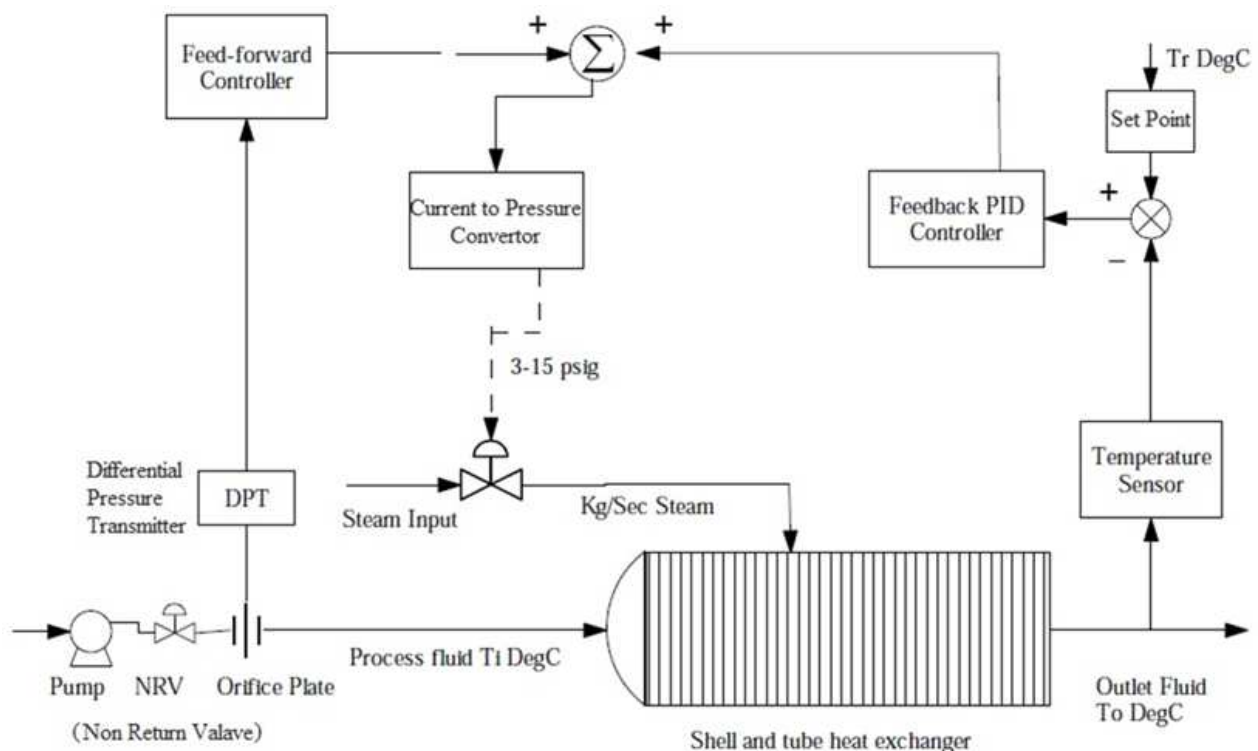 Feed-forward
Controller
+
Σ
+
Tr DegC
Set Point
Current to Pressure
Convertor
Feedback PID
Controller
+
−
3-15 psig
Differential
Pressure
Transmitter
DPT
Steam Input
Kg/Sec Steam
Temperature
Sensor
Pump
NRV
Orifice Plate
(Non Return Valave)
Process fluid Ti DegC
Outlet Fluid
To DegC
Shell and tube heat exchanger